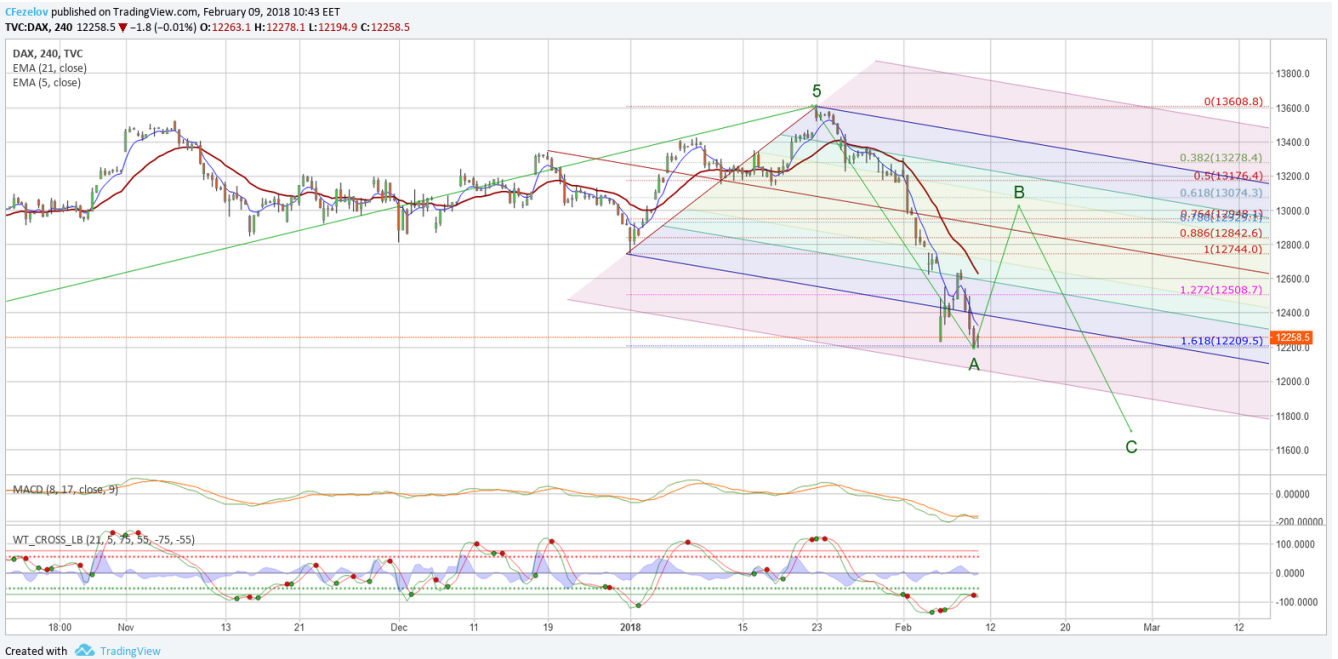 CFezelov published on TradingView.com, February 09, 2018 10:43 EET
TVC:DAX, 240 12258.5 ▼ −1.8 (−0.01%) O:12263.1 H:12278.1 L:12194.9 C:12258.5
DAX, 240, TVC
EMA (21, close)
EMA (5, close)
13800.0
5
0(13608.8)
13600.0
13400.0
0.382(13278.4)
13200.0
0.5(13176.4)
B
0.618(13074.3)
13000.0
0.764(12948.1)
0.886(12842.6)
12800.0
1(12744.0)
12600.0
1.272(12508.7)
12400.0
12258.5
1.618(12209.5)
12200.0
A
12000.0
11800.0
C
11600.0
MACD (8, 17, close, 9)
0.00000
-200.00000
WT_CROSS_LB (21, 5, 75, 55, -75, -55)
100.0000
0.0000
-100.0000
18:00 Nov 13 21 Dec 11 19 2018 15 23 Feb 12 20 Mar 12
Created with TradingView